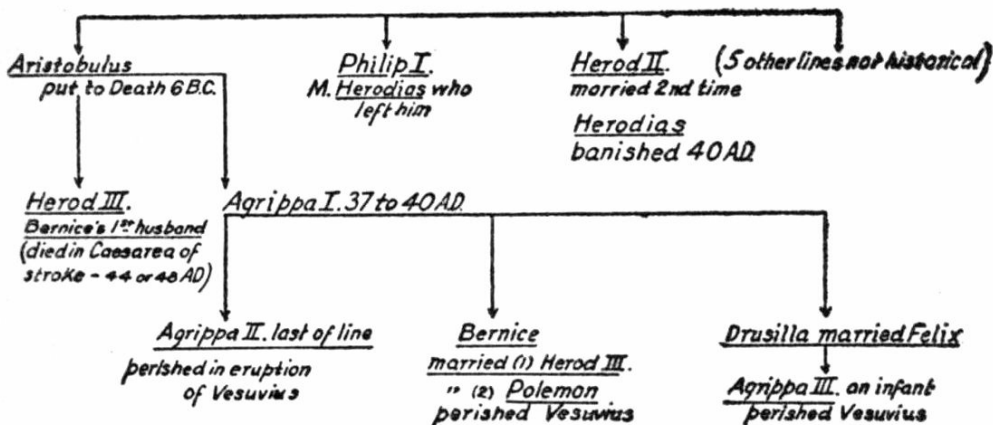 Aristobulus
put to Death 6 B.C.
Philip I.
M. Herodias who
left him
Herod II.
married 2nd time
Herodias
banished 40 AD.
(5 other lines not historical)
Herod III.
Bernice's 1st husband
(died in Caesarea of
stroke - 44 or 48 AD)
Agrippa I. 37 to 40 AD.
Agrippa II. last of line
perished in eruption
of Vesuvius
Bernice
married (1) Herod III.
" (2) Polemon
perished Vesuvius
Drusilla married Felix
Agrippa III. an infant
perished Vesuvius